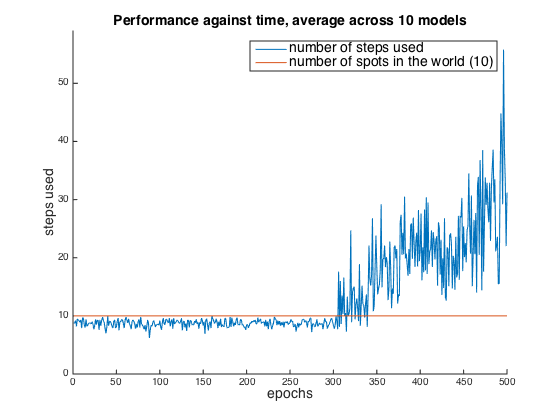 Performance against time, average across 10 models
number of steps used
number of spots in the world (10)
steps used
50
40
30
20
10
0
0 50 100 150 200 250 300 350 400 450 500
epochs